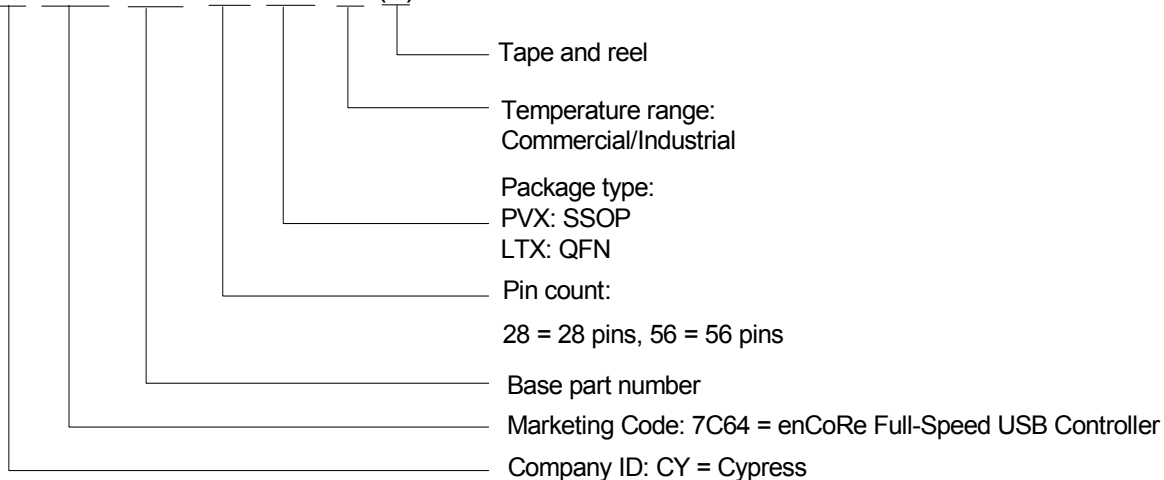 Tape and reel
Temperature range:
Commercial/Industrial
Package type:
PVX: SSOP
LTX: QFN
Pin count:
28 = 28 pins, 56 = 56 pins
Base part number
Marketing Code: 7C64 = enCoRe Full-Speed USB Controller
Company ID: CY = Cypress